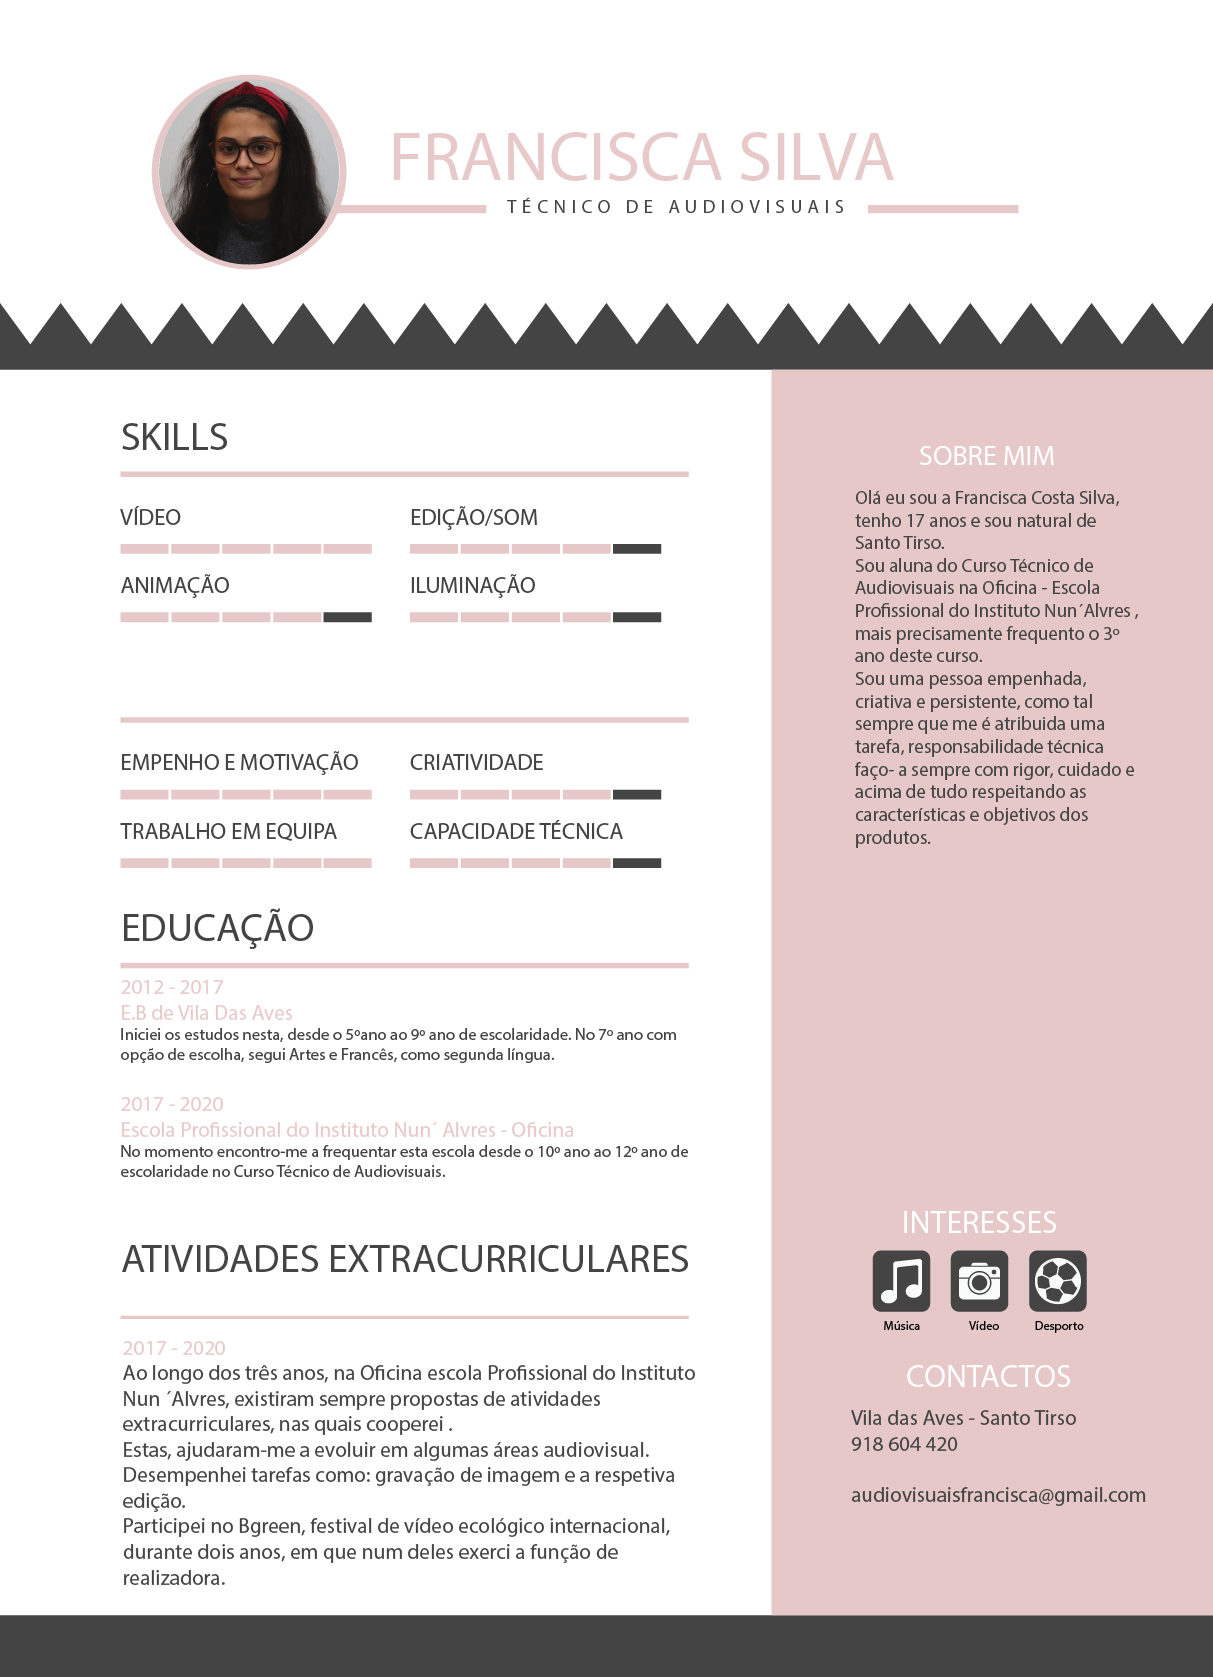 FRANCISCA SILVA
TÉCNICO DE AUDIOVISUAIS
SKILLS
VÍDEO
EDIÇÃO/SOM
ANIMAÇÃO
ILUMINAÇÃO
EMPENHO E MOTIVAÇÃO
CRIATIVIDADE
TRABALHO EM EQUIPA
CAPACIDADE TÉCNICA
EDUCAÇÃO
2012 - 2017
E.B de Vila Das Aves
Iniciei os estudos nesta, desde o 5ºano ao 9º ano de escolaridade. No 7º ano com
opção de escolha, segui Artes e Francês, como segunda língua.
2017 - 2020
Escola Profissional do Instituto Nun´ Alvres - Oficina
No momento encontro-me a frequentar esta escola desde o 10º ano ao 12º ano de
escolaridade no Curso Técnico de Audiovisuais.
ATIVIDADES EXTRACURRICULARES
2017 - 2020
Ao longo dos três anos, na Oficina escola Profissional do Instituto
Nun ´Alvres, existiram sempre propostas de atividades
extracurriculares, nas quais cooperei .
Estas, ajudaram-me a evoluir em algumas áreas audiovisual.
Desempenhei tarefas como: gravação de imagem e a respetiva
edição.
Participei no Bgreen, festival de vídeo ecológico internacional,
durante dois anos, em que num deles exerci a função de
realizadora.
SOBRE MIM
Olá eu sou a Francisca Costa Silva,
tenho 17 anos e sou natural de
Santo Tirso.
Sou aluna do Curso Técnico de
Audiovisuais na Oficina - Escola
Profissional do Instituto Nun´Alvres ,
mais precisamente frequento o 3º
ano deste curso.
Sou uma pessoa empenhada,
criativa e persistente, como tal
sempre que me é atribuida uma
tarefa, responsabilidade técnica
faço- a sempre com rigor, cuidado e
acima de tudo respeitando as
características e objetivos dos
produtos.
INTERESSES
Música
Vídeo
Desporto
CONTACTOS
Vila das Aves - Santo Tirso
918 604 420
audiovisuaisfrancisca@gmail.com